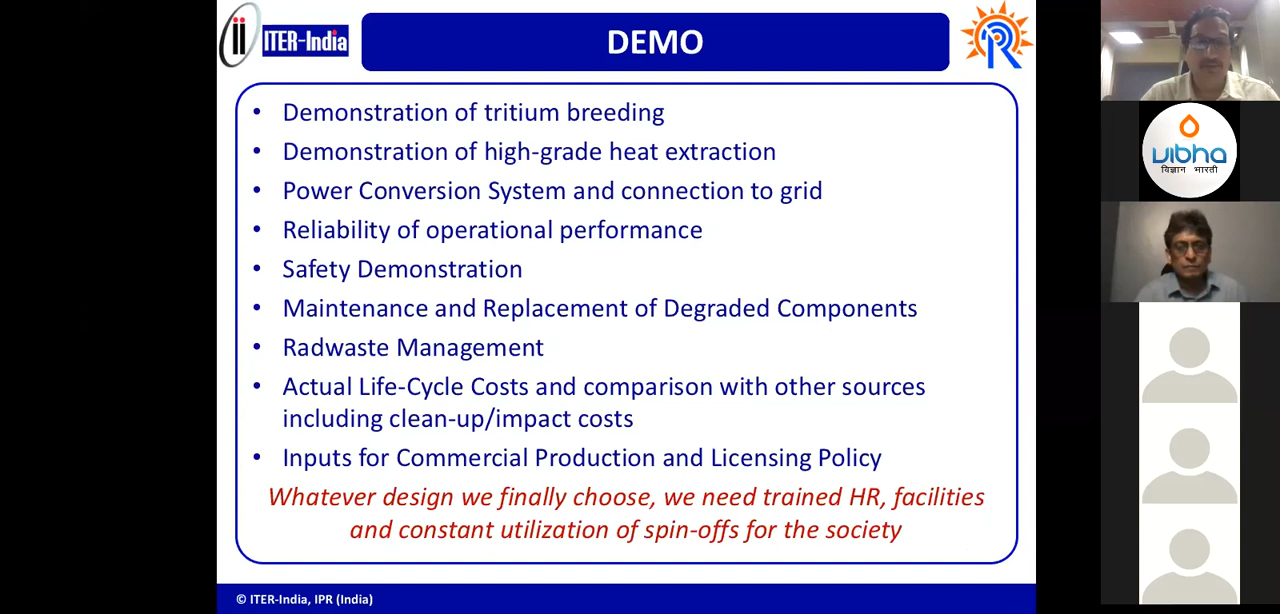 ITER-India
DEMO
• Demonstration of tritium breeding
• Demonstration of high-grade heat extraction
• Power Conversion System and connection to grid
• Reliability of operational performance
• Safety Demonstration
• Maintenance and Replacement of Degraded Components
• Radwaste Management
• Actual Life-Cycle Costs and comparison with other sources
including clean-up/impact costs
• Inputs for Commercial Production and Licensing Policy
Whatever design we finally choose, we need trained HR, facilities
and constant utilization of spin-offs for the society
© ITER-India, IPR (India)
vibha
विज्ञान भारती